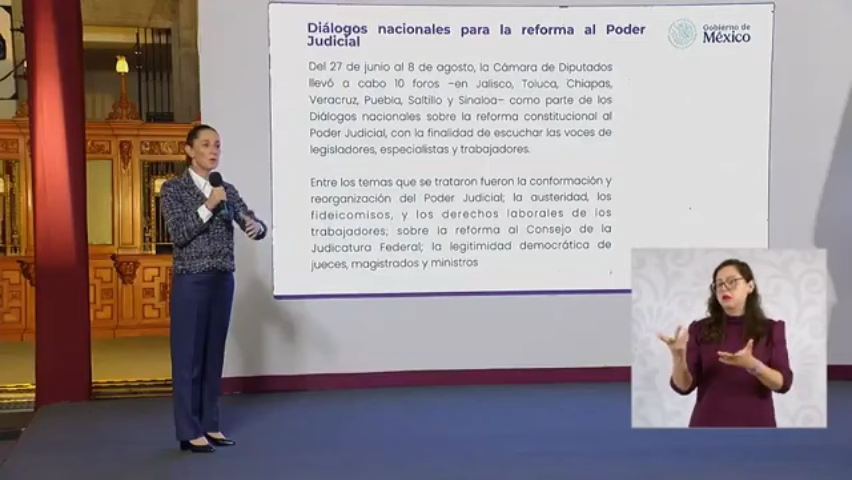 Diálogos nacionales para la reforma al Poder
Judicial
Gobierno de
México
Del 27 de junio al 8 de agosto, la Cámara de Diputados
llevó a cabo 10 foros –en Jalisco, Toluca, Chiapas,
Veracruz, Puebla, Saltillo y Sinaloa– como parte de los
Diálogos nacionales sobre la reforma constitucional al
Poder Judicial, con la finalidad de escuchar las voces de
legisladores, especialistas y trabajadores.
Entre los temas que se trataron fueron la conformación y
reorganización del Poder Judicial; la austeridad, los
fideicomisos, y los derechos laborales de los
trabajadores; sobre la reforma al Consejo de la
Judicatura Federal; la legitimidad democrática de
jueces, magistrados y ministros